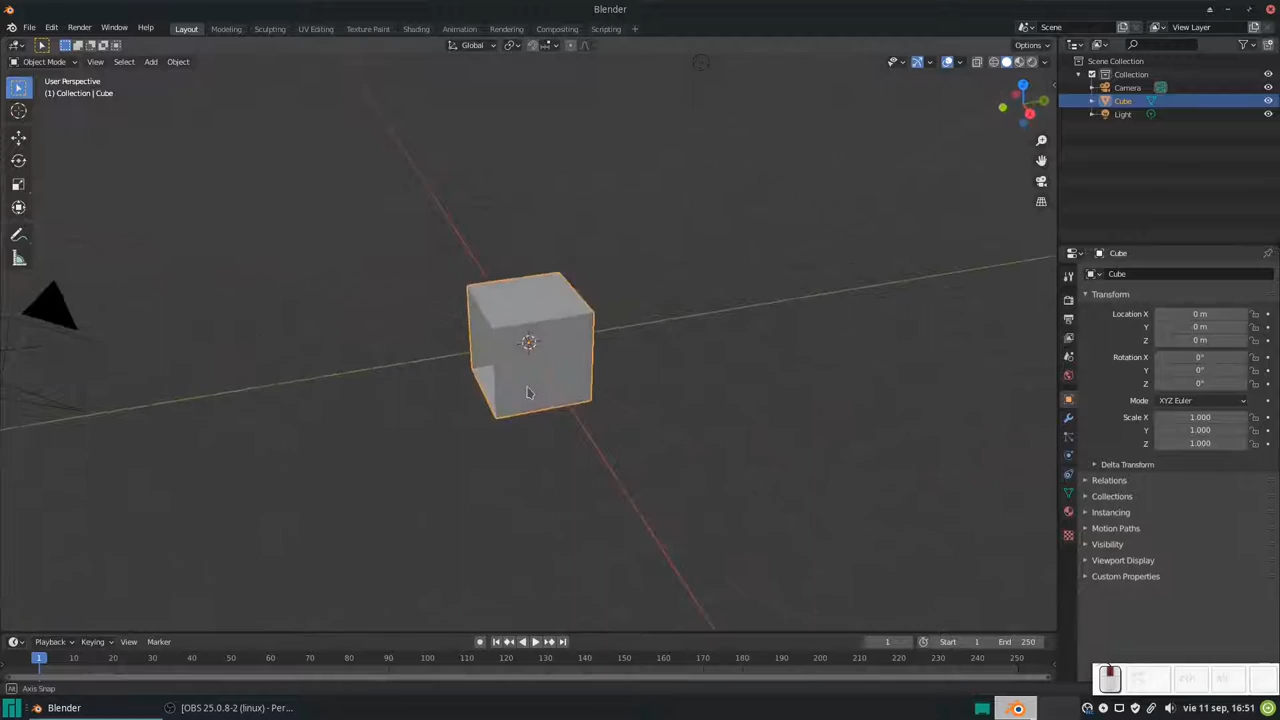 Blender
File Edit Render Window Help Layout Modeling Sculpting UV Editing Texture Paint Shading Animation Rendering Compositing Scripting + Scene View Layer
Global Options
Object Mode View Select Add Object
User Perspective
(1) Collection | Cube
Scene Collection
Collection
Camera
Cube
Light
Cube
Cube
Transform
Location X 0 m
Y 0 m
Z 0 m
Rotation X 0°
Y 0°
Z 0°
Mode XYZ Euler
Scale X 1.000
Y 1.000
Z 1.000
Delta Transform
Relations
Collections
Instancing
Motion Paths
Visibility
Viewport Display
Custom Properties
Playback Keying View Marker 1 Start 1 End 250
1 10 20 30 40 50 60 70 80 90 100 110 120 130 140 150 160 170 180 190 200 210 220 230 240 250
Axis Snap
Blender [OBS 25.0.8-2 (linux) - Re... vie 11 sep, 16:51